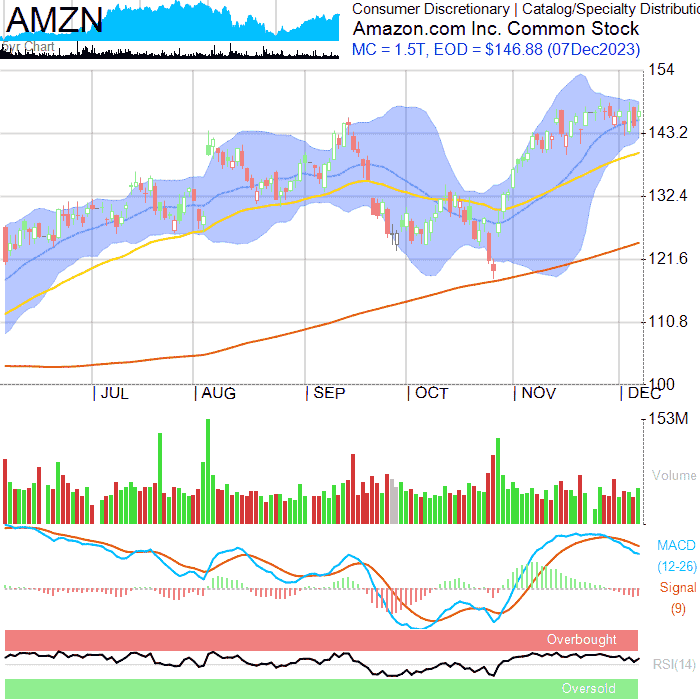 AMZN
5yr Chart
Consumer Discretionary | Catalog/Specialty Distributio
Amazon.com Inc. Common Stock
MC = 1.5T, EOD = $146.88 (07Dec2023)
154
143.2
132.4
121.6
110.8
100
JUL AUG SEP OCT NOV DEC
153M
Volume
MACD
(12-26)
Signal
(9)
Overbought
RSI(14)
Oversold